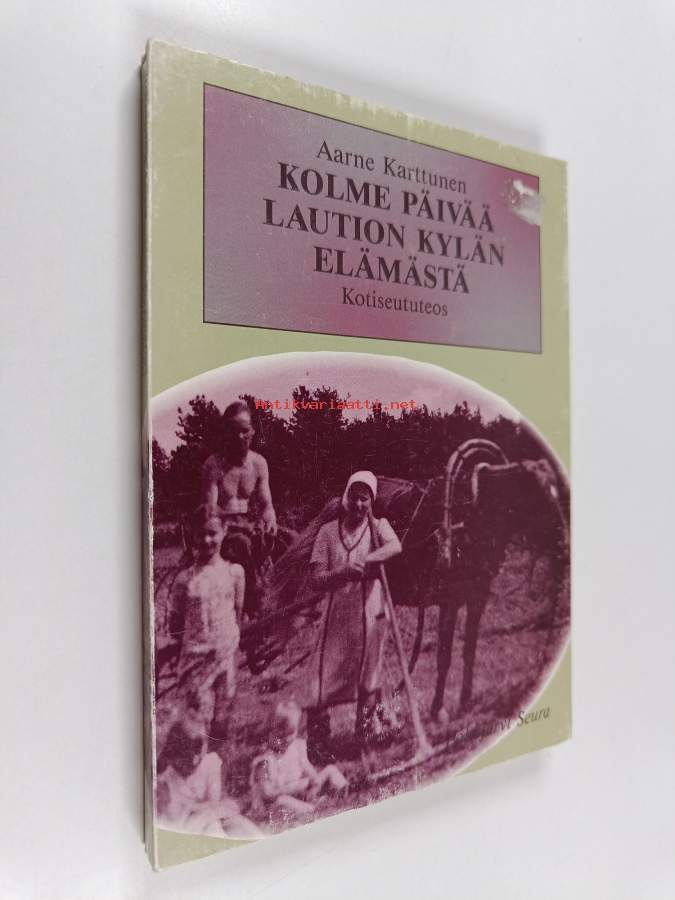 Aarne Karttunen
KOLME PÄIVÄÄ
LAUTION KYLÄN
ELÄMÄSTÄ
Kotiseututeos
Antikvariaatti.net
Seura